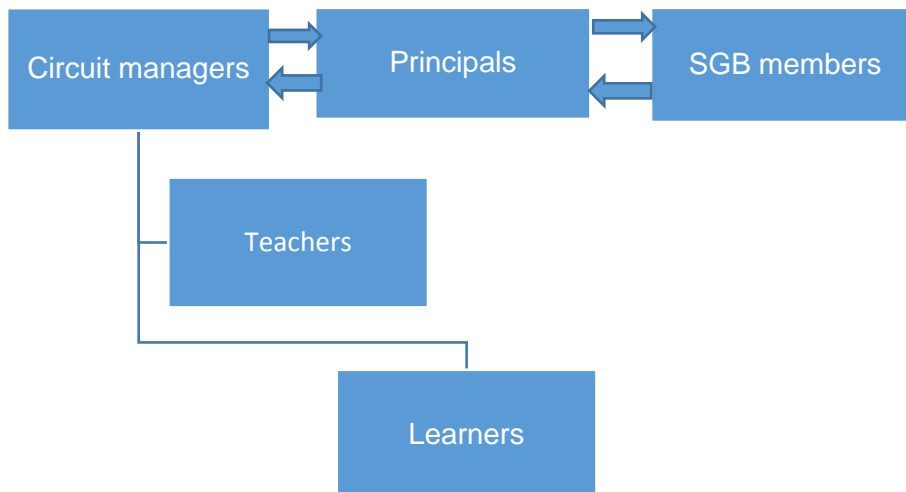 Circuit managers
Principals
SGB members
Teachers
Learners